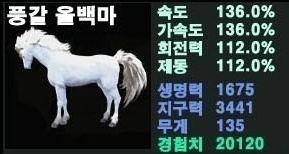 풍갈 올백마
속도 136.0%
가속도 136.0%
회전력 112.0%
제동 112.0%
생명력 1675
지구력 3441
무게 135
경험치 20120